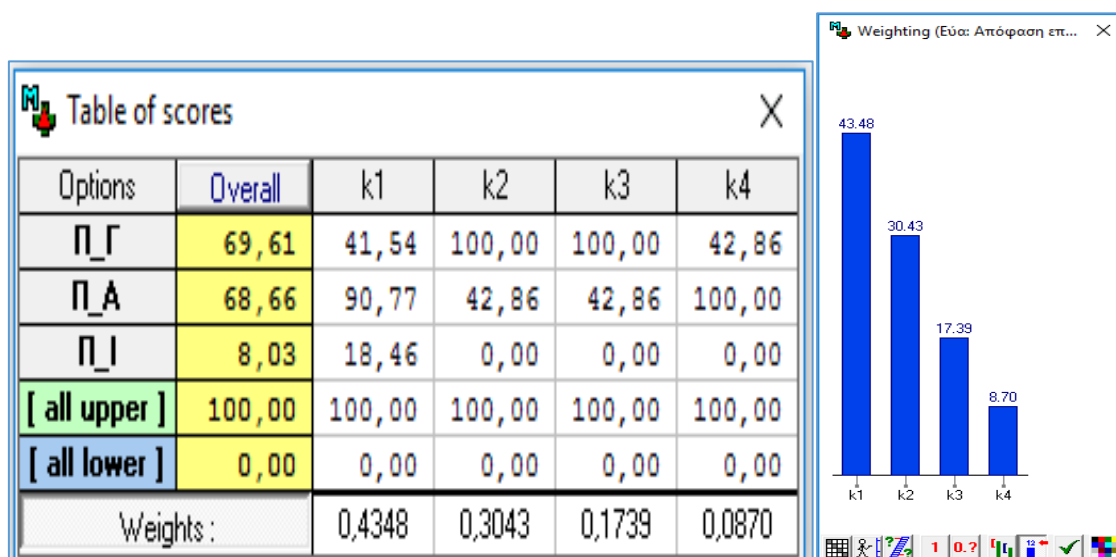 Table of scores
Options Overall k1 k2 k3 k4
Π_Γ 69,61 41,54 100,00 100,00 42,86
Π_Α 68,66 90,77 42,86 42,86 100,00
Π_Ι 8,03 18,46 0,00 0,00 0,00
[ all upper ] 100,00 100,00 100,00 100,00 100,00
[ all lower ] 0,00 0,00 0,00 0,00 0,00
Weights : 0,4348 0,3043 0,1739 0,0870
Weighting (Εύα: Απόφαση επ...
43.48
30.43
17.39
8.70
k1 k2 k3 k4
1 0.? 12